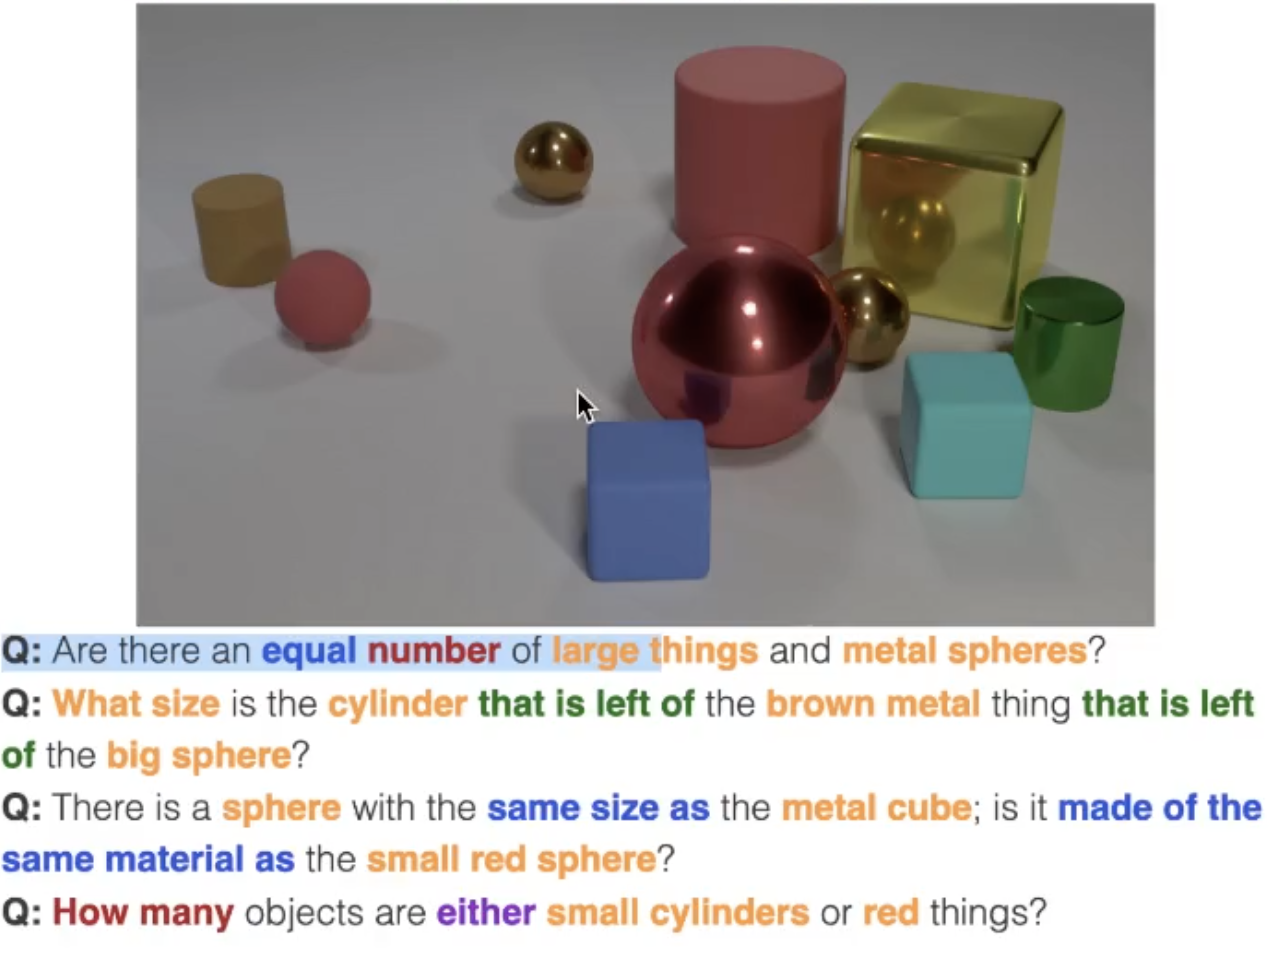 Q: Are there an equal number of large things and metal spheres?
Q: What size is the cylinder that is left of the brown metal thing that is left
of the big sphere?
Q: There is a sphere with the same size as the metal cube; is it made of the
same material as the small red sphere?
Q: How many objects are either small cylinders or red things?